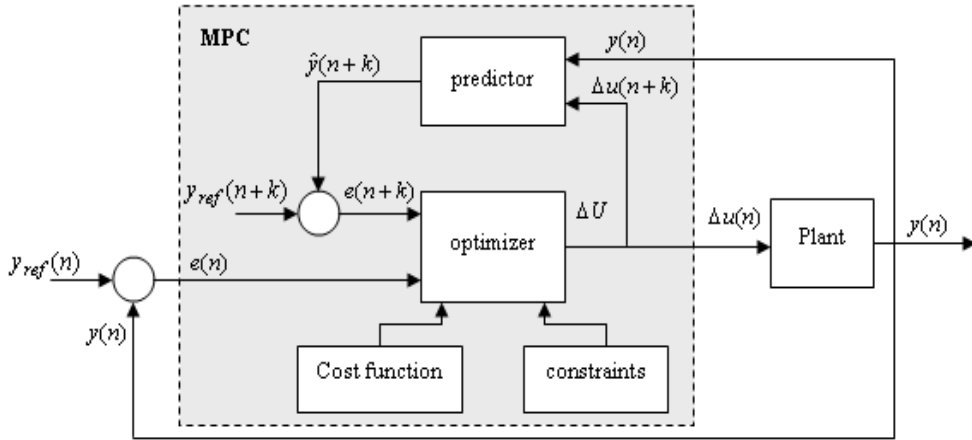 MPC
y(n)
ŷ(n+k)
predictor
Δu(n+k)
y_ref(n+k)
e(n+k)
ΔU
Δu(n)
Plant
y(n)
optimizer
y_ref(n)
e(n)
y(n)
Cost function
constraints